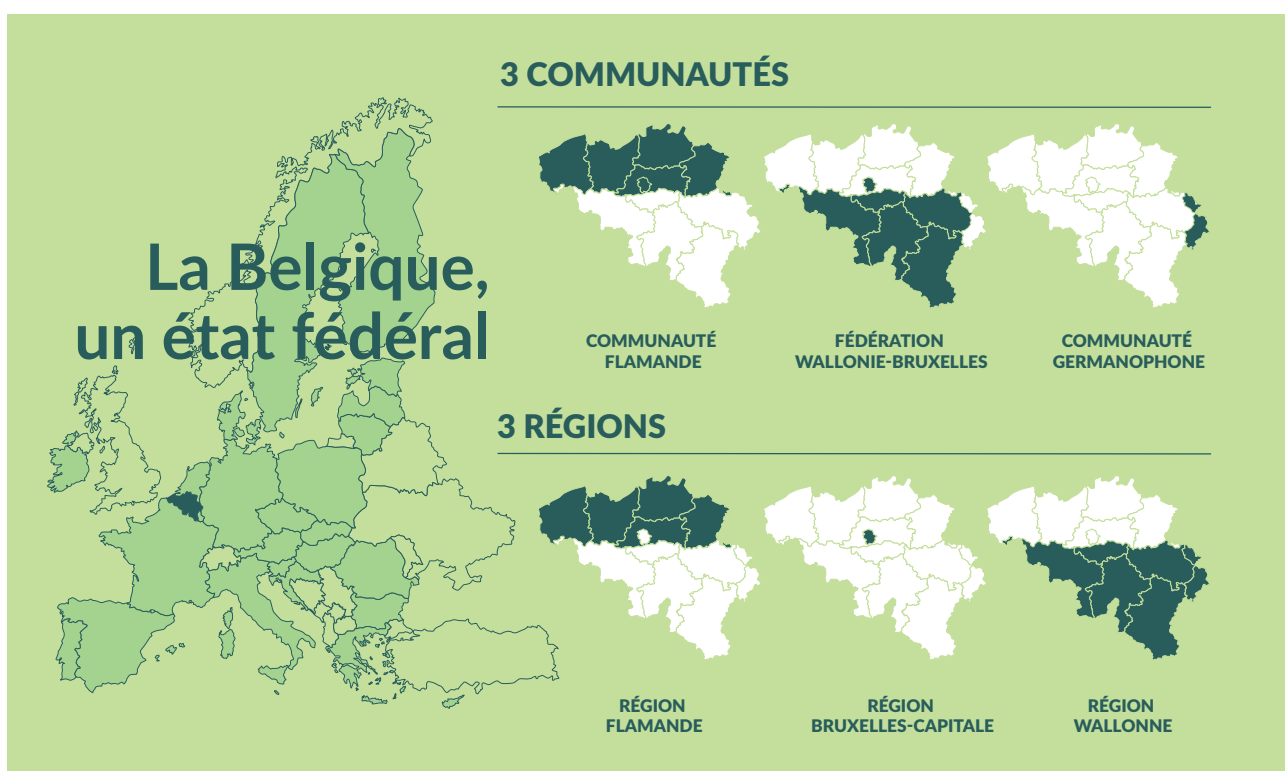 La Belgique,
un état fédéral
3 COMMUNAUTÉS
COMMUNAUTÉ
FLAMANDE
FÉDÉRATION
WALLONIE-BRUXELLES
COMMUNAUTÉ
GERMANOPHONE
3 RÉGIONS
RÉGION
FLAMANDE
RÉGION
BRUXELLES-CAPITALE
RÉGION
WALLONNE